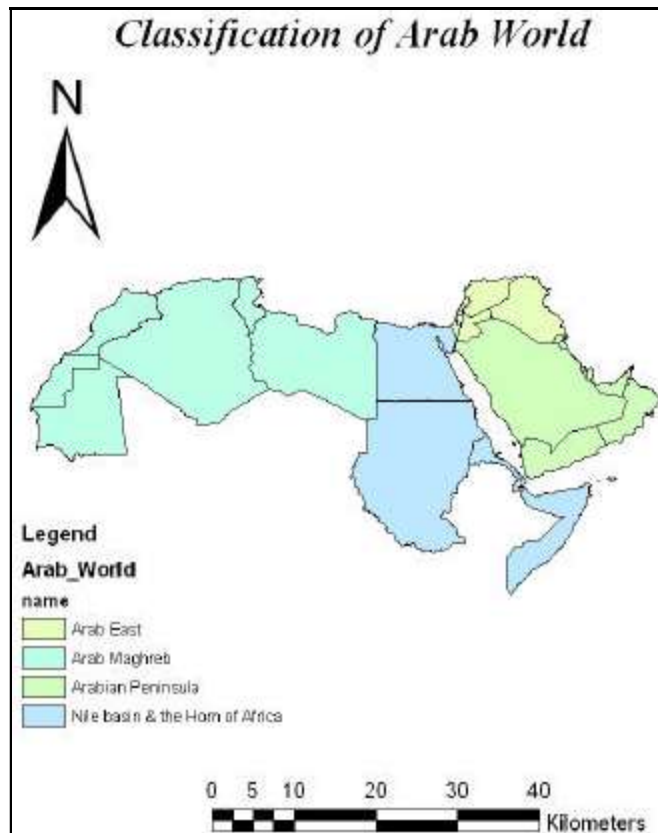 Classification of Arab World
N
Legend
Arab_World
name
Arab East
Arab Maghreb
Arabian Peninsula
Nile basin & the Horn of Africa
0 5 10 20 30 40
Kilometers